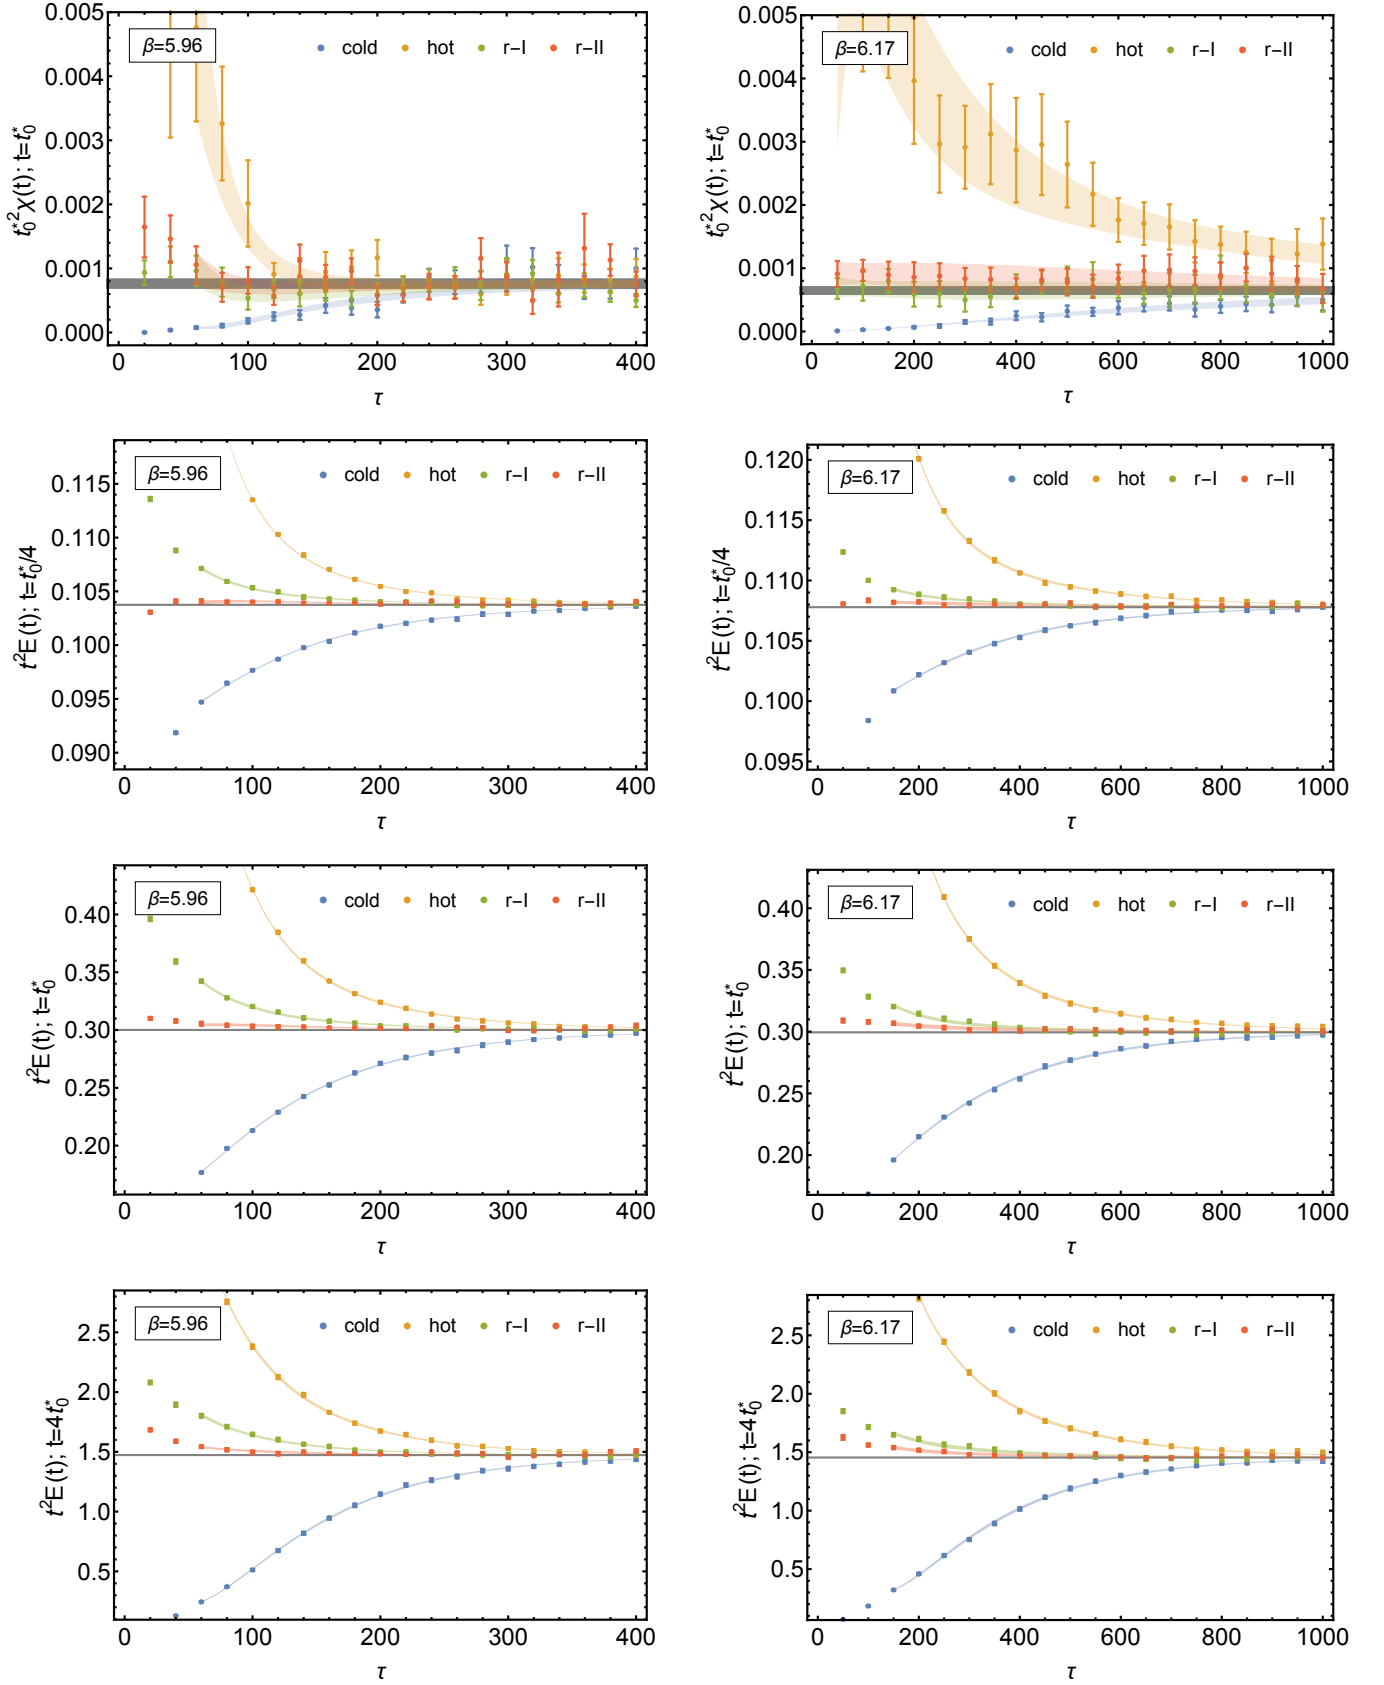 β=5.96
cold hot r-I r-II
0.005
0.004
0.003
0.002
0.001
0.000
t₀*²χ(t); t=t₀*
0 100 200 300 400
τ
β=6.17
cold hot r-I r-II
0.005
0.004
0.003
0.002
0.001
0.000
t₀*²χ(t); t=t₀*
0 200 400 600 800 1000
τ
β=5.96
cold hot r-I r-II
0.115
0.110
0.105
0.100
0.095
0.090
t²E(t); t=t₀*/4
0 100 200 300 400
τ
β=6.17
cold hot r-I r-II
0.120
0.115
0.110
0.105
0.100
0.095
t²E(t); t=t₀*/4
0 200 400 600 800 1000
τ
β=5.96
cold hot r-I r-II
0.40
0.35
0.30
0.25
0.20
t²E(t); t=t₀*
0 100 200 300 400
τ
β=6.17
cold hot r-I r-II
0.40
0.35
0.30
0.25
0.20
t²E(t); t=t₀*
0 200 400 600 800 1000
τ
β=5.96
cold hot r-I r-II
2.5
2.0
1.5
1.0
0.5
t²E(t); t=4t₀*
0 100 200 300 400
τ
β=6.17
cold hot r-I r-II
2.5
2.0
1.5
1.0
0.5
t²E(t); t=4t₀*
0 200 400 600 800 1000
τ